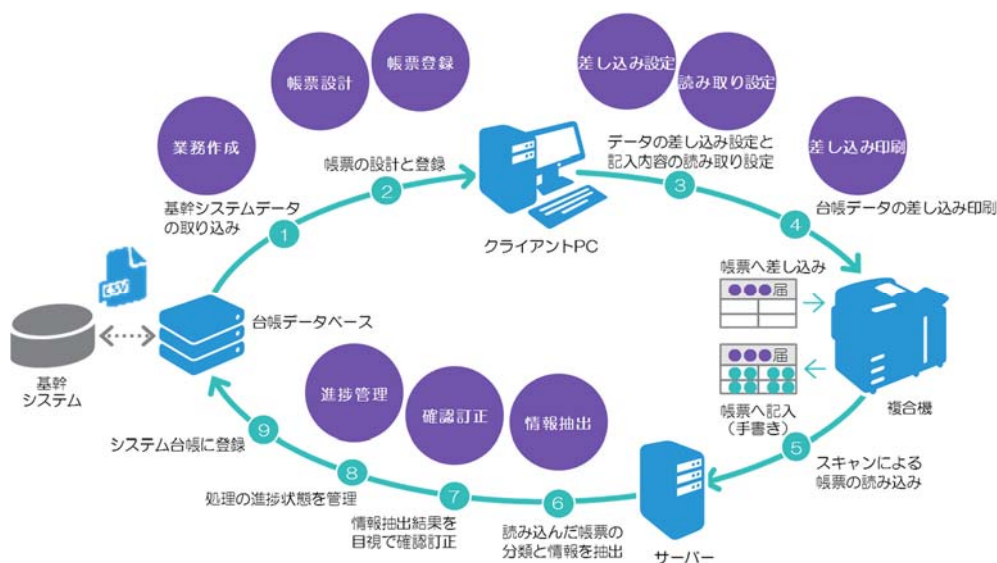 帳票設計
帳票登録
差し込み設定
読み取り設定
業務作成
差し込み印刷
帳票の設計と登録
2
データの差し込み設定と
記入内容の読み取り設定
3
基幹システムデータ
の取り込み
1
クライアントPC
4
台帳データの差し込み印刷
CSV
帳票へ差し込み
●●●届
台帳データベース
基幹
システム
●●●届
帳票へ記入
(手書き)
複合機
進捗管理
確認訂正
情報抽出
システム台帳に登録
9
5
スキャンによる
帳票の読み込み
8
処理の進捗状態を管理
7
情報抽出結果を
目視で確認訂正
6
読み込んだ帳票の
分類と情報を抽出
サーバー